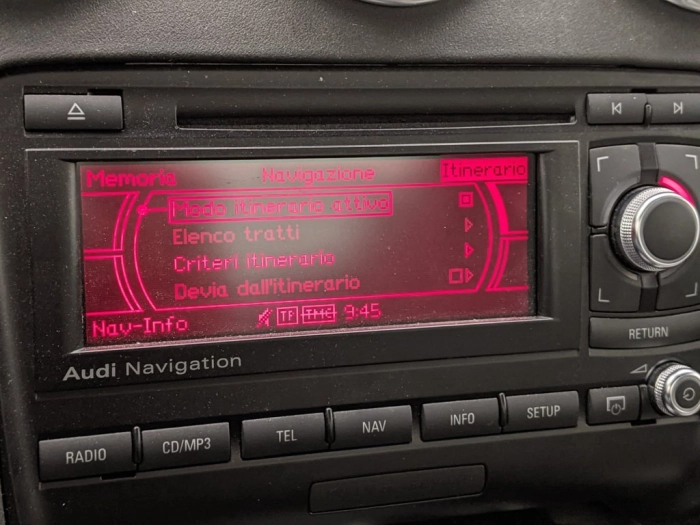 Memoria Navigazione Itinerario
Modo itinerario attivo
Elenco tratti
Criteri itinerario
Devia dall'itinerario
Nav-Info TP TMC 9:45
Audi Navigation
RETURN
RADIO CD/MP3 TEL NAV INFO SETUP